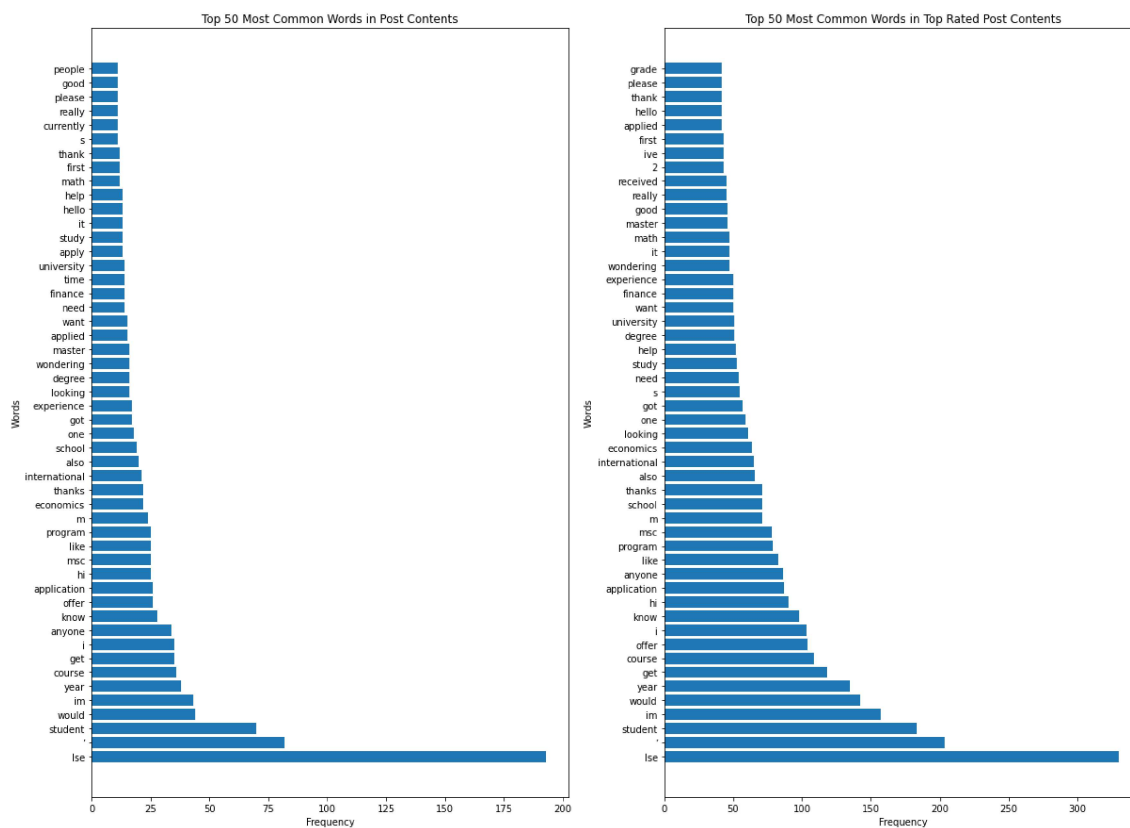 Top 50 Most Common Words in Post Contents
people
good
please
really
currently
s
thank
first
math
help
hello
it
study
apply
university
time
finance
need
want
applied
master
wondering
degree
looking
experience
got
one
school
also
international
thanks
economics
m
program
like
msc
hi
application
offer
know
anyone
i
get
course
year
im
would
student
’
lse
Words
0 25 50 75 100 125 150 175 200
Frequency
Top 50 Most Common Words in Top Rated Post Contents
grade
please
thank
hello
applied
first
ive
2
received
really
good
master
math
it
wondering
experience
finance
want
university
degree
help
study
need
s
got
one
looking
economics
international
also
thanks
school
m
msc
program
like
anyone
application
hi
know
i
offer
course
get
year
would
im
student
’
lse
Words
0 50 100 150 200 250 300
Frequency